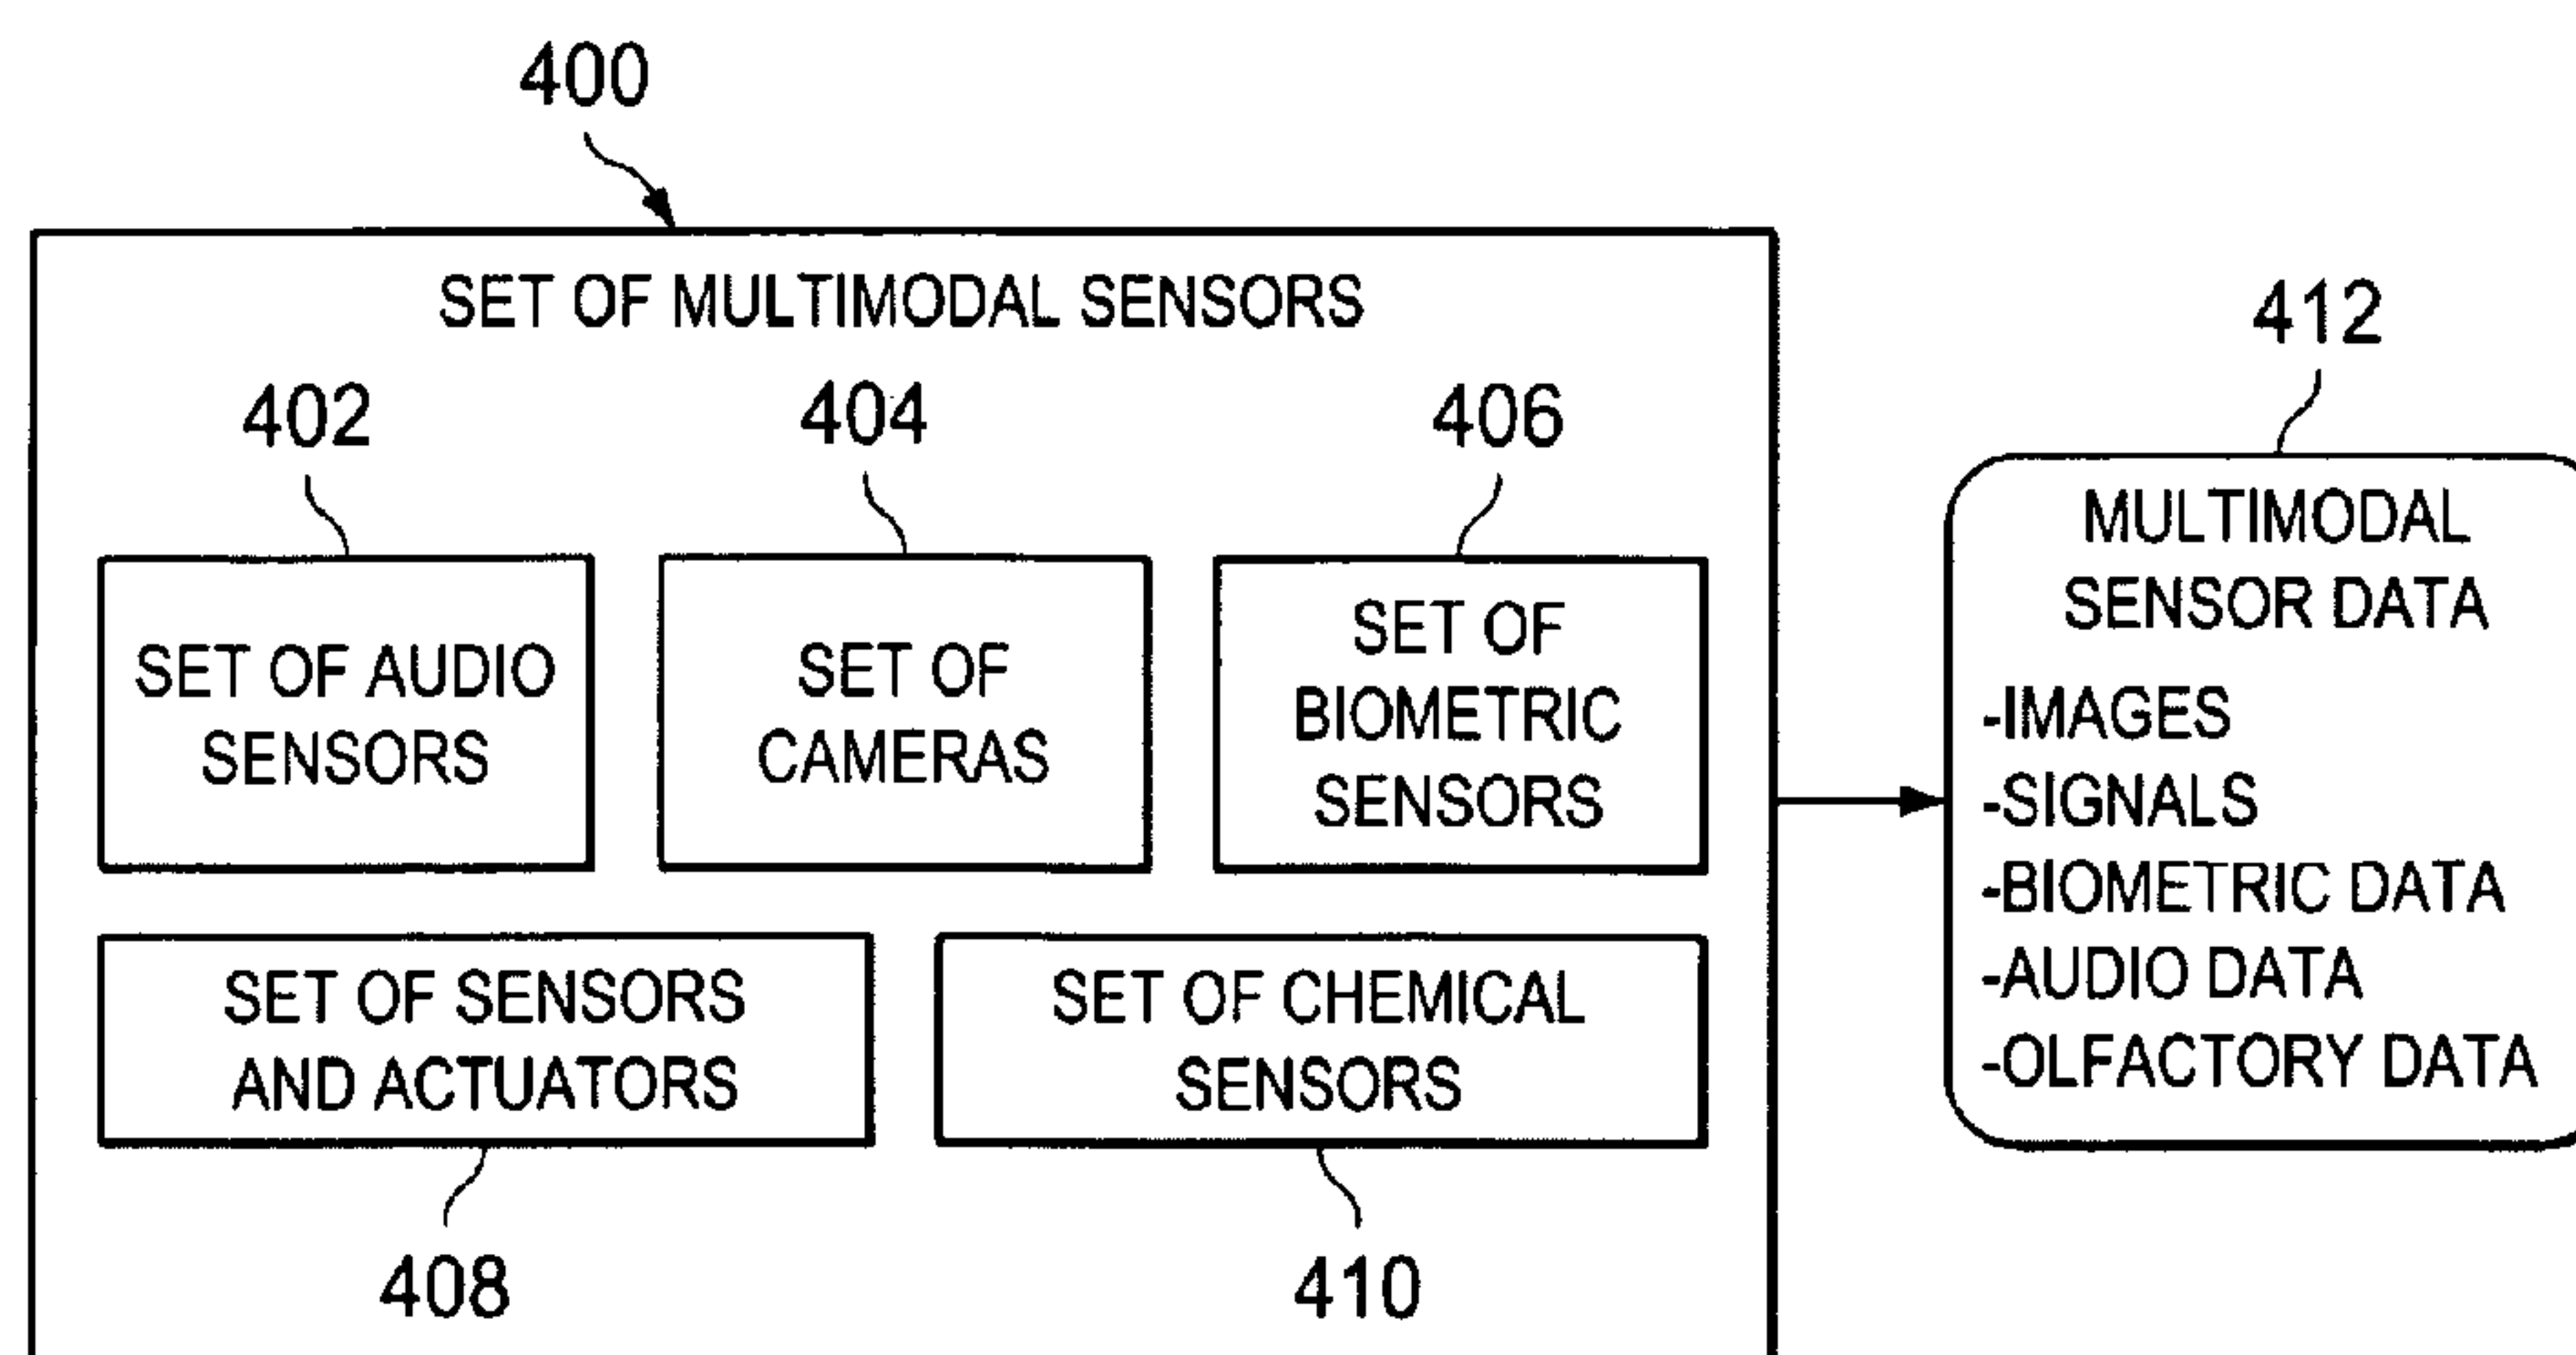 400
SET OF MULTIMODAL SENSORS
402
404
406
SET OF AUDIO
SENSORS
SET OF
CAMERAS
SET OF
BIOMETRIC
SENSORS
SET OF SENSORS
AND ACTUATORS
408
SET OF CHEMICAL
SENSORS
410
412
MULTIMODAL
SENSOR DATA
-IMAGES
-SIGNALS
-BIOMETRIC DATA
-AUDIO DATA
-OLFACTORY DATA